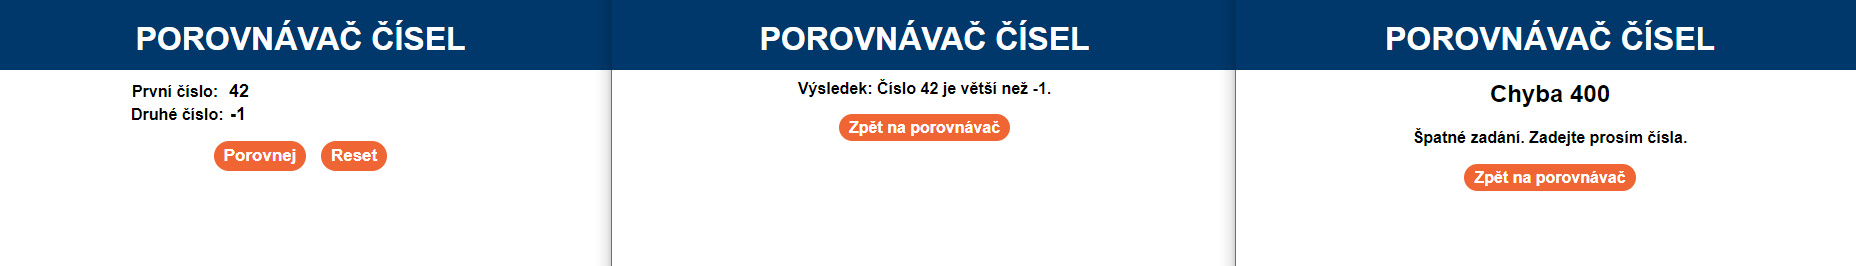 POROVNÁVAČ ČÍSEL
První číslo: 42
Druhé číslo: -1
Porovnej
Reset
POROVNÁVAČ ČÍSEL
Výsledek: Číslo 42 je větší než -1.
Zpět na porovnávač
POROVNÁVAČ ČÍSEL
Chyba 400
Špatné zadání. Zadejte prosím čísla.
Zpět na porovnávač